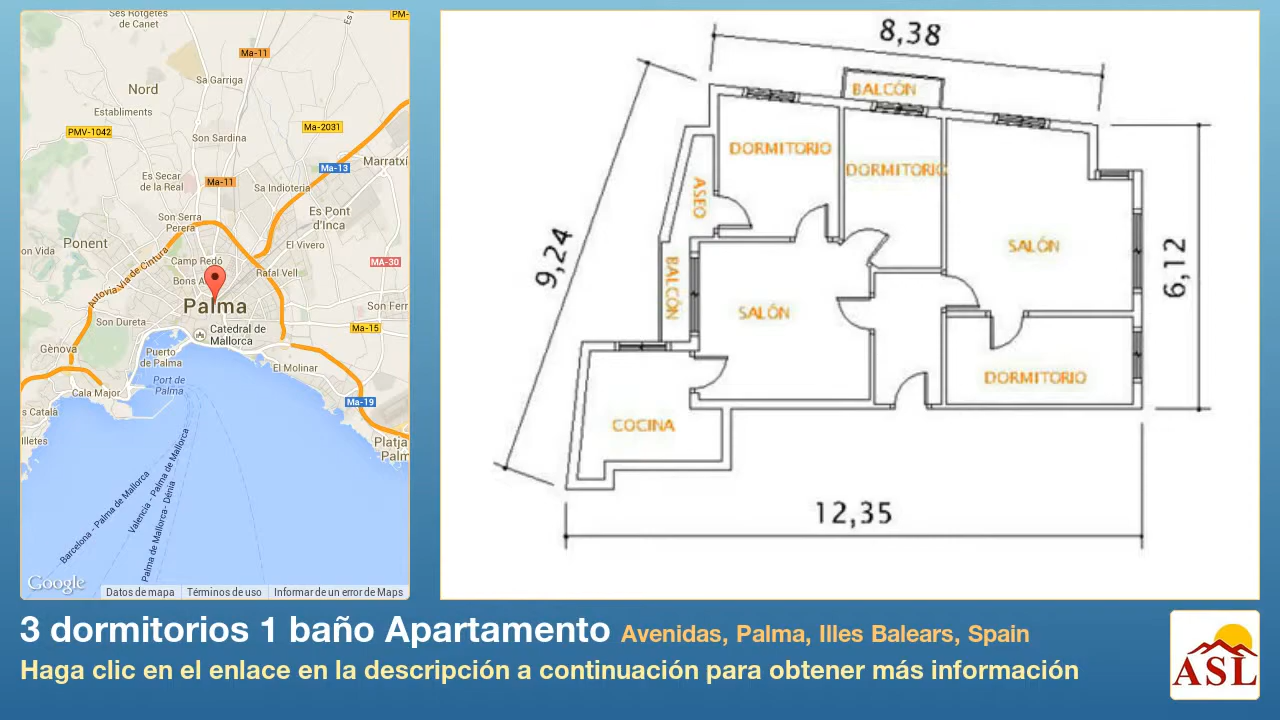 Ses Rotgetes
de Canet
Es
PM-
Ma-11
Sa Garriga
Nord
Establiments
PMV-1042
Ma-2031
Son Sardina
Marratxí
Ma-13
Es Secar
de la Real
Ma-11
Sa Indioteria
Es Pont
d'Inca
Son Serra
Perera
Ponent
on Vida
El Vivero
Camp Redó
MA-30
Rafal Vell
Bons A
Autovía Vía de Cintura
Palma
Son Ferr
Son Dureta
Catedral de
Mallorca
Ma-15
Gènova
Puerto
de Palma
El Molinar
Port de
Palma
Cala Major
Ma-19
s Català
Illetes
Platja
Palm
Barcelona - Palma de Mallorca
Valencia - Palma de Mallorca
Palma de Mallorca - Dénia
Google
Datos de mapa
Términos de uso
Informar de un error de Maps
8,38
BALCÓN
DORMITORIO
DORMITORIO
ASEO
SALÓN
9,24
6,12
BALCÓN
SALÓN
DORMITORIO
COCINA
12,35
3 dormitorios 1 baño Apartamento Avenidas, Palma, Illes Balears, Spain
Haga clic en el enlace en la descripción a continuación para obtener más información
ASL